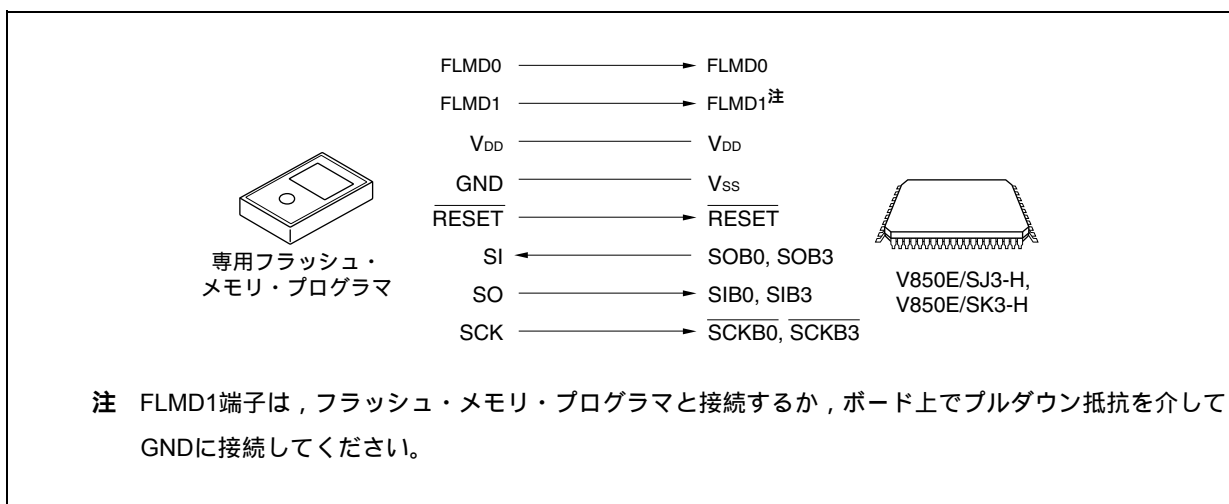 FLMD0 FLMD0
FLMD1 FLMD1注
VDD VDD
GND VSS
RESET RESET
SI SOB0, SOB3
SO SIB0, SIB3
SCK SCKB0, SCKB3
専用フラッシュ・
メモリ・プログラマ
V850E/SJ3-H,
V850E/SK3-H
注 FLMD1端子は，フラッシュ・メモリ・プログラマと接続するか，ボード上でプルダウン抵抗を介して
GNDに接続してください。